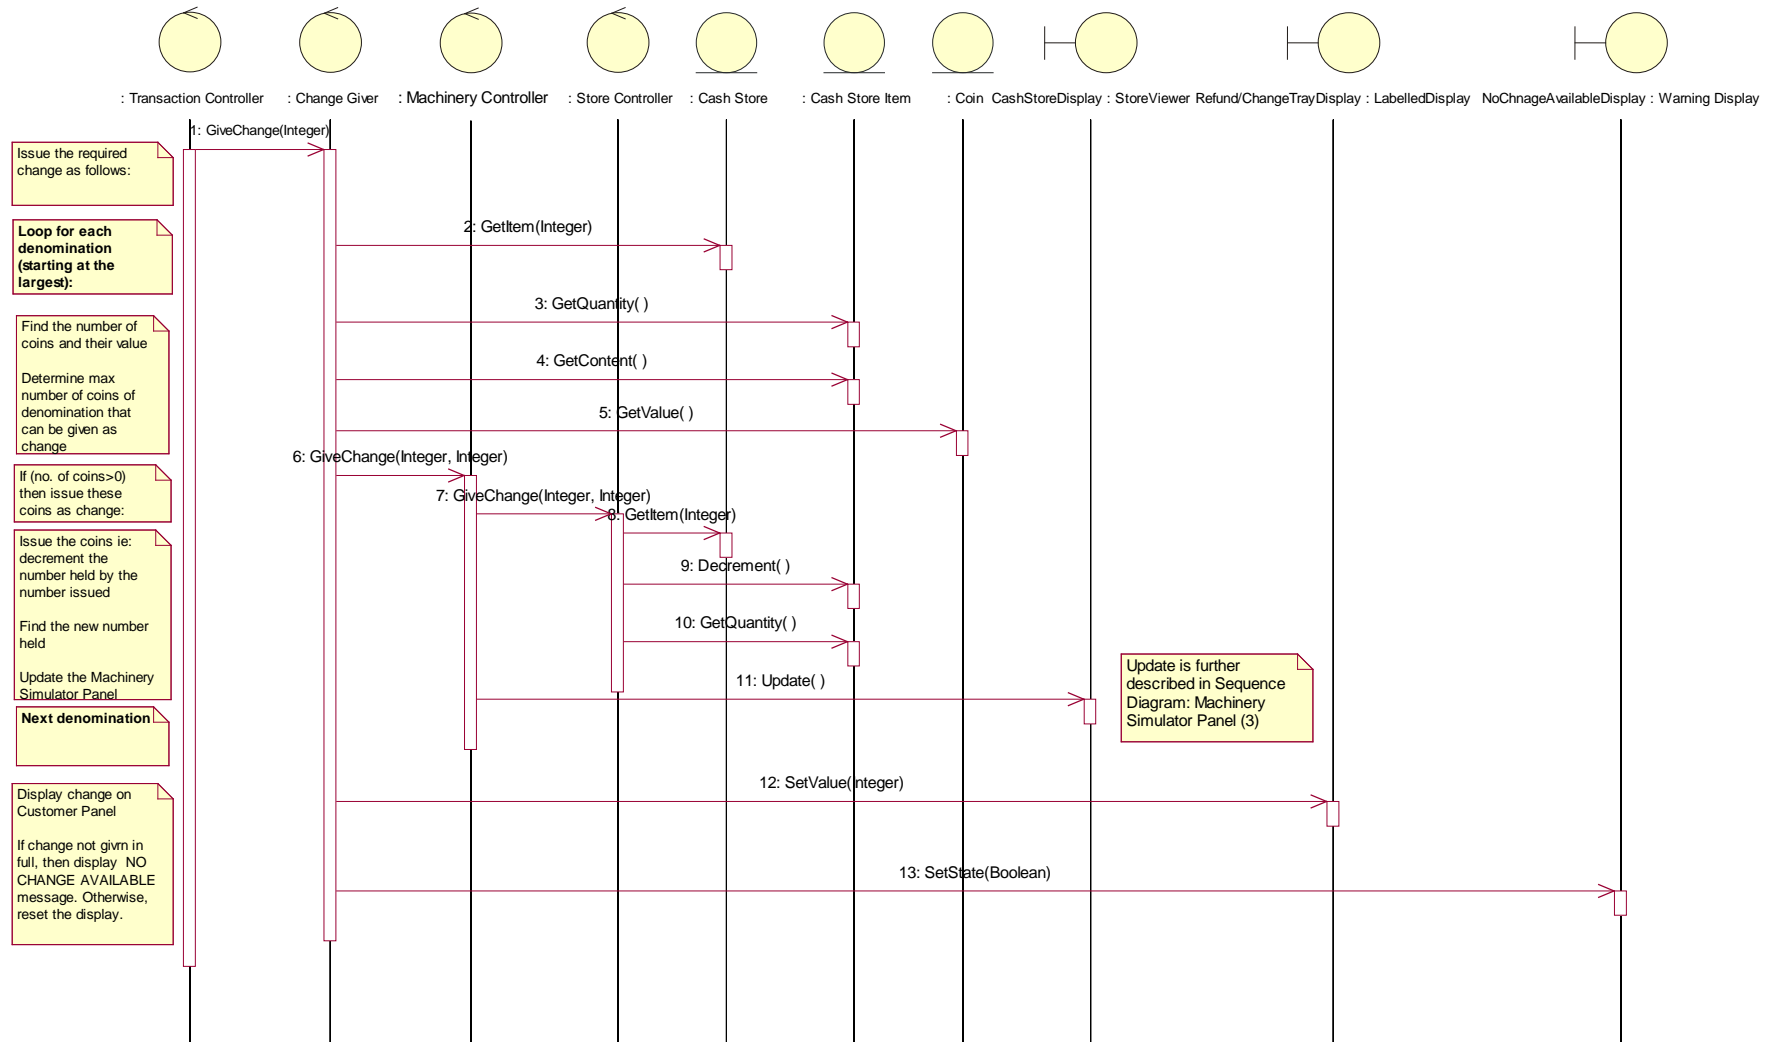 : Transaction Controller
: Change Giver
: Machinery Controller
: Store Controller
: Cash Store
: Cash Store Item
: Coin
CashStoreDisplay : StoreViewer
Refund/ChangeTrayDisplay : LabelledDisplay
NoChnageAvailableDisplay : Warning Display
1: GiveChange(Integer)
Issue the required
change as follows:
2: GetItem(Integer)
Loop for each
denomination
(starting at the
largest):
3: GetQuantity( )
Find the number of
coins and their value
Determine max
number of coins of
denomination that
can be given as
change
4: GetContent( )
5: GetValue( )
6: GiveChange(Integer, Integer)
If (no. of coins>0)
then issue these
coins as change:
7: GiveChange(Integer, Integer)
8: GetItem(Integer)
Issue the coins ie:
decrement the
number held by the
number issued
Find the new number
held
Update the Machinery
Simulator Panel
9: Decrement( )
10: GetQuantity( )
11: Update( )
Update is further
described in Sequence
Diagram: Machinery
Simulator Panel (3)
Next denomination
12: SetValue(Integer)
Display change on
Customer Panel
If change not givrn in
full, then display  NO
CHANGE AVAILABLE
message. Otherwise,
reset the display.
13: SetState(Boolean)